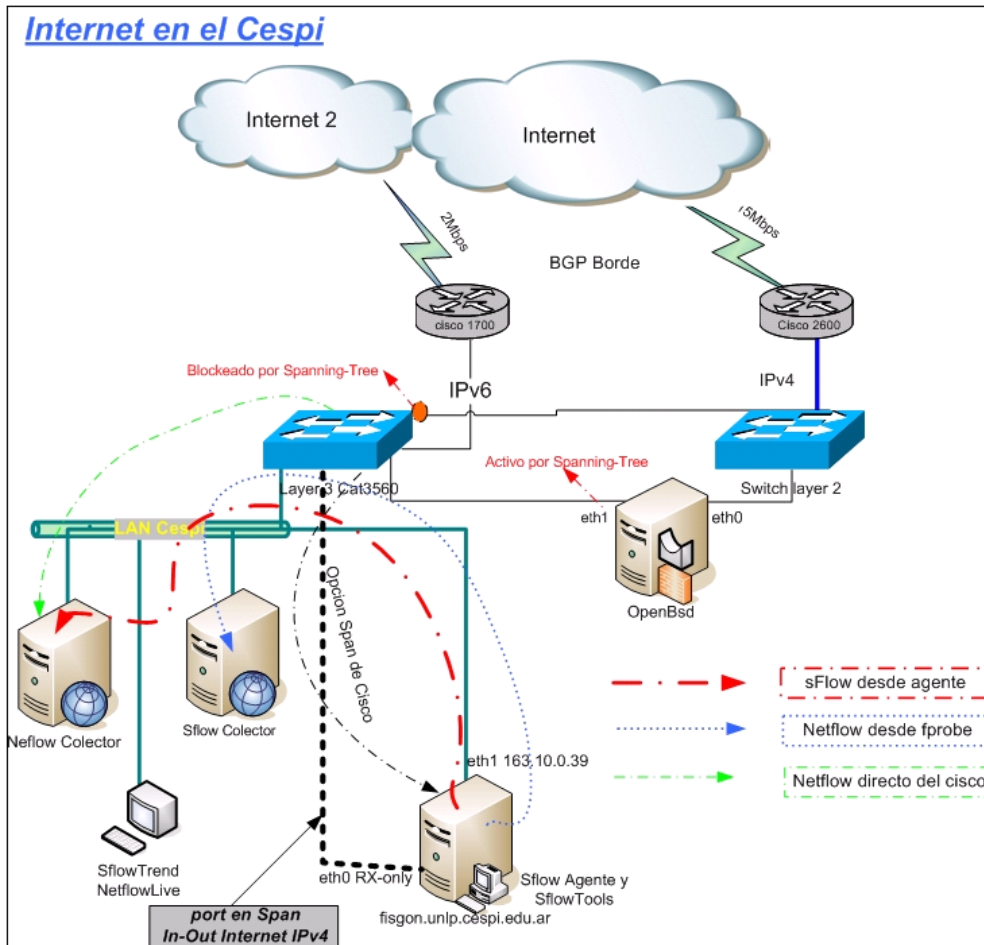 Internet en el Cespi
Internet 2
Internet
2Mbps
15Mbps
BGP Borde
cisco 1700
Cisco 2600
Blockeado por Spanning-Tree
IPv6
IPv4
Activo por Spanning-Tree
Layer 3 Cat3560
Switch layer 2
eth1
eth0
LAN Cespi
OpenBsd
Opcion Span de Cisco
Neflow Colector
Sflow Colector
sFlow desde agente
Netflow desde fprobe
Netflow directo del cisco
eth1 163.10.0.39
SflowTrend
NetflowLive
eth0 RX-only
Sflow Agente y
SflowTools
fisgon.unlp.cespi.edu.ar
port en Span
In-Out Internet IPv4